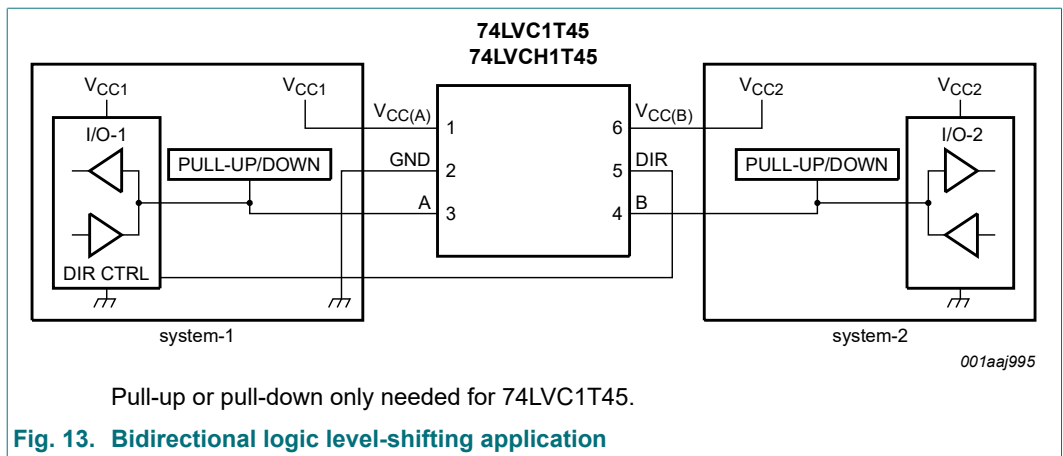 74LVC1T45
74LVCH1T45
VCC1
VCC1
VCC(A)
1
6
VCC(B)
VCC2
VCC2
I/O-1
PULL-UP/DOWN
GND
2
5
DIR
PULL-UP/DOWN
I/O-2
A
3
4
B
DIR CTRL
system-1
system-2
001aaj995
Pull-up or pull-down only needed for 74LVC1T45.
Fig. 13. Bidirectional logic level-shifting application